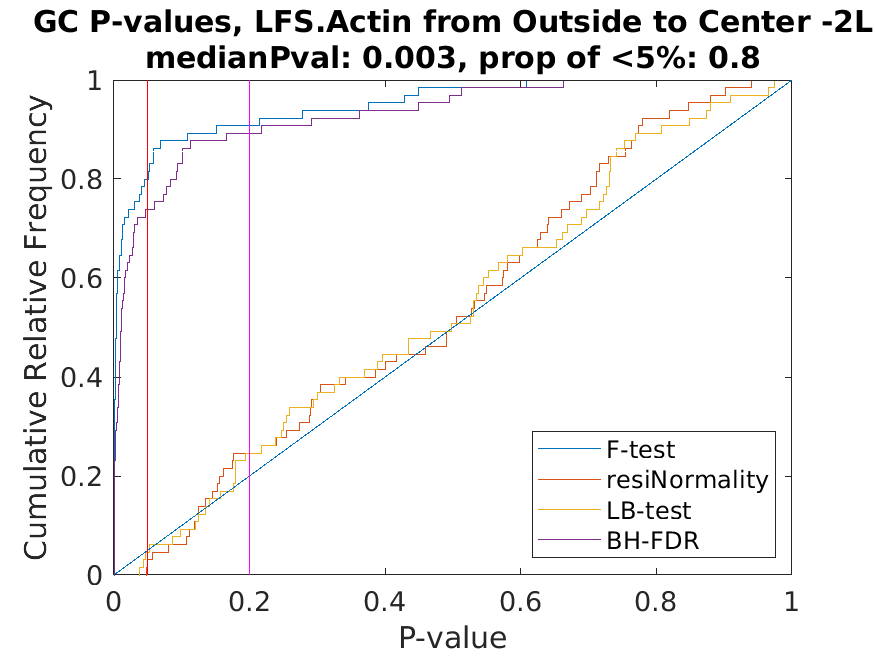 GC P-values, LFS.Actin from Outside to Center -2L
medianPval: 0.003, prop of <5%: 0.8
Cumulative Relative Frequency
1
0.8
0.6
0.4
0.2
0
0
0.2
0.4
0.6
0.8
1
P-value
F-test
resiNormality
LB-test
BH-FDR